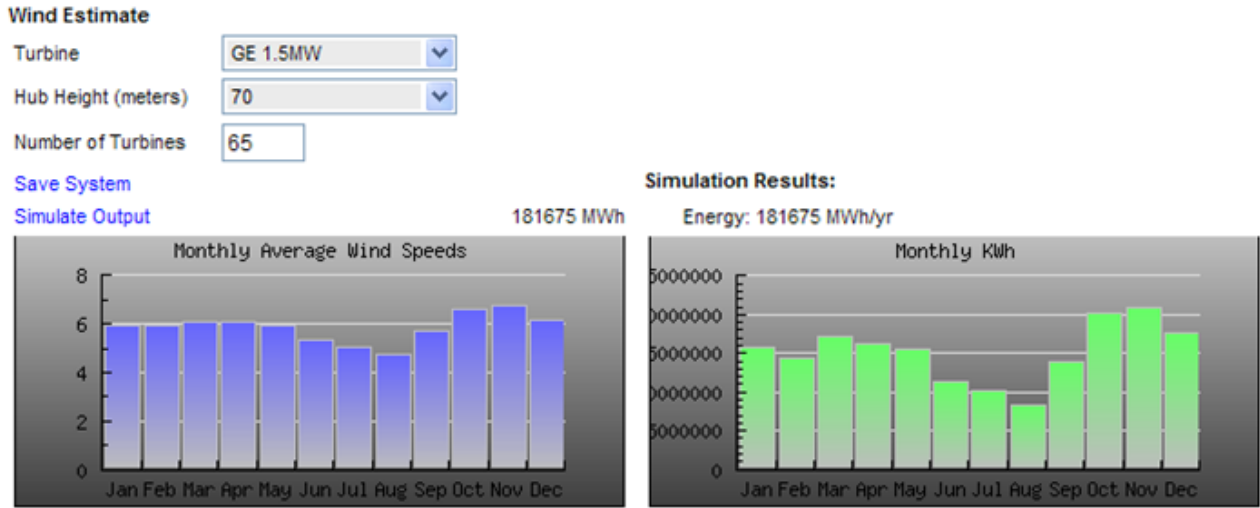 Wind Estimate
Turbine GE 1.5MW
Hub Height (meters) 70
Number of Turbines 65
Save System
Simulation Results:
Simulate Output 181675 MWh
Energy: 181675 MWh/yr
Monthly Average Wind Speeds
8
6
4
2
0
Jan Feb Mar Apr May Jun Jul Aug Sep Oct Nov Dec
Monthly KWh
5000000
0000000
5000000
0000000
5000000
0
Jan Feb Mar Apr May Jun Jul Aug Sep Oct Nov Dec